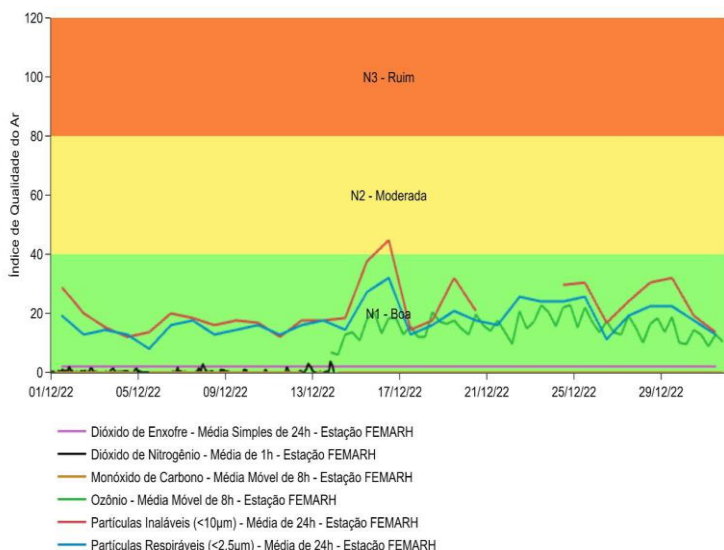 120
100
80
60
40
20
0
Índice de Qualidade do Ar
N3 - Ruim
N2 - Moderada
N1 - Boa
01/12/22 05/12/22 09/12/22 13/12/22 17/12/22 21/12/22 25/12/22 29/12/22
Dióxido de Enxofre - Média Simples de 24h - Estação FEMARH
Dióxido de Nitrogênio - Média de 1h - Estação FEMARH
Monóxido de Carbono - Média Móvel de 8h - Estação FEMARH
Ozônio - Média Móvel de 8h - Estação FEMARH
Partículas Inaláveis (<10µm) - Média de 24h - Estação FEMARH
Partículas Respiráveis (<2,5µm) - Média de 24h - Estação FEMARH